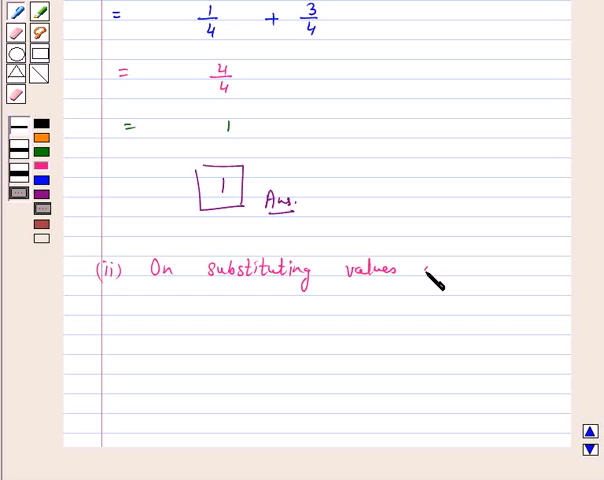 = 1/4 + 3/4
= 4/4
= 1
1
Ans.
(ii) On substituting values